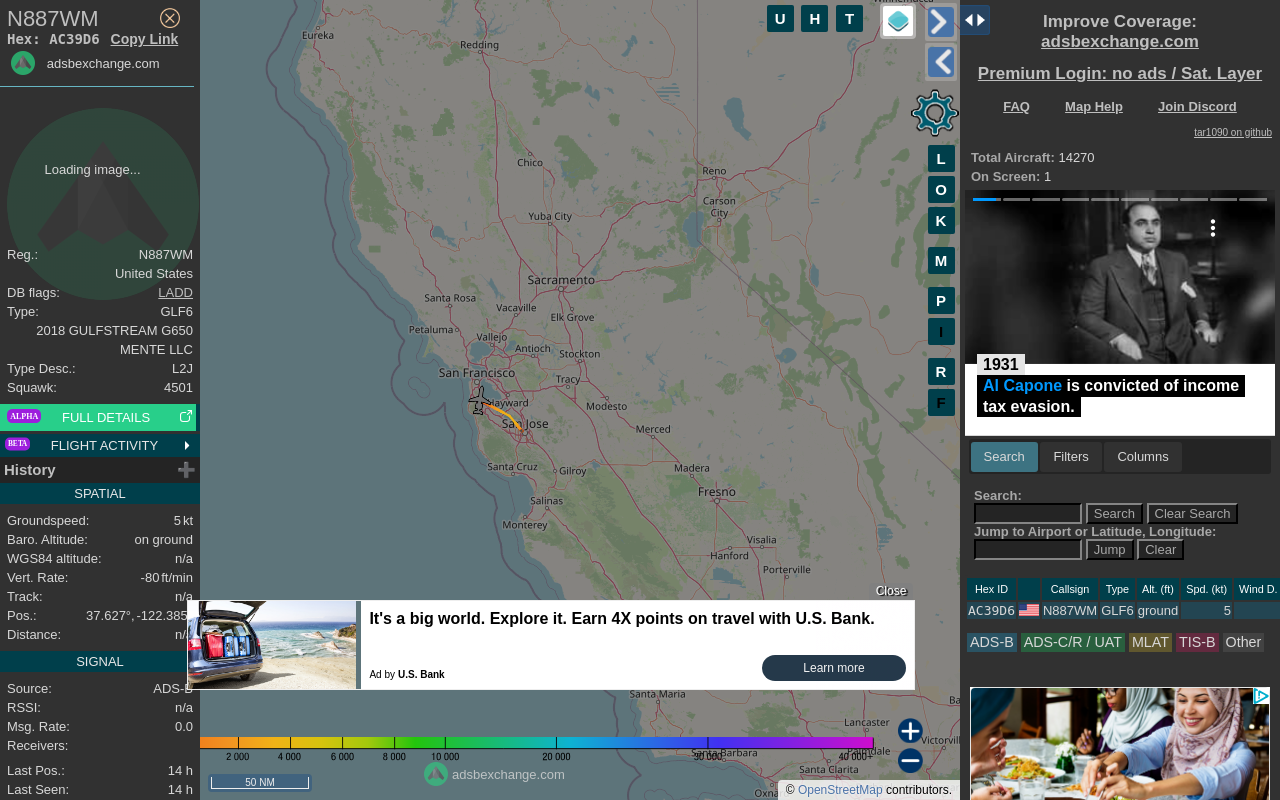 N887WM
Hex: AC39D6 Copy Link
adsbexchange.com
Loading image...
Reg.: N887WM
United States
DB flags: LADD
Type: GLF6
2018 GULFSTREAM G650
MENTE LLC
Type Desc.: L2J
Squawk: 4501
ALPHA FULL DETAILS
BETA FLIGHT ACTIVITY
History
SPATIAL
Groundspeed: 5 kt
Baro. Altitude: on ground
WGS84 altitude: n/a
Vert. Rate: -80 ft/min
Track: n/a
Pos.: 37.627°, -122.385°
Distance:
SIGNAL
Source: ADS-B
RSSI: n/a
Msg. Rate: 0.0
Receivers:
Last Pos.: 14 h
Last Seen: 14 h
Eureka
Redding
Chico
Reno
Carson
City
Yuba City
Sacramento
Santa Rosa
Vacaville
Elk Grove
Petaluma
Vallejo
Antioch
Stockton
San Francisco
Tracy
Hayward
Modesto
San Jose
Merced
Santa Cruz
Gilroy
Madera
Salinas
Fresno
Monterey
Visalia
Hanford
Porterville
Santa Maria
Lancaster
Santa Barbara
Santa Clarita
U H T
L
O
K
M
P
I
R
F
Close
It's a big world. Explore it. Earn 4X points on travel with U.S. Bank.
Ad by U.S. Bank
Learn more
2 000 4 000 6 000 8 000 10 000 20 000 30 000 40 000+
50 NM
adsbexchange.com
© OpenStreetMap contributors.
Improve Coverage:
adsbexchange.com
Premium Login: no ads / Sat. Layer
FAQ Map Help Join Discord
tar1090 on github
Total Aircraft: 14270
On Screen: 1
1931
Al Capone is convicted of income
tax evasion.
Search Filters Columns
Search:
Search Clear Search
Jump to Airport or Latitude, Longitude:
Jump Clear
Hex ID Callsign Type Alt. (ft) Spd. (kt) Wind D.
AC39D6 N887WM GLF6 ground 5
ADS-B ADS-C/R / UAT MLAT TIS-B Other